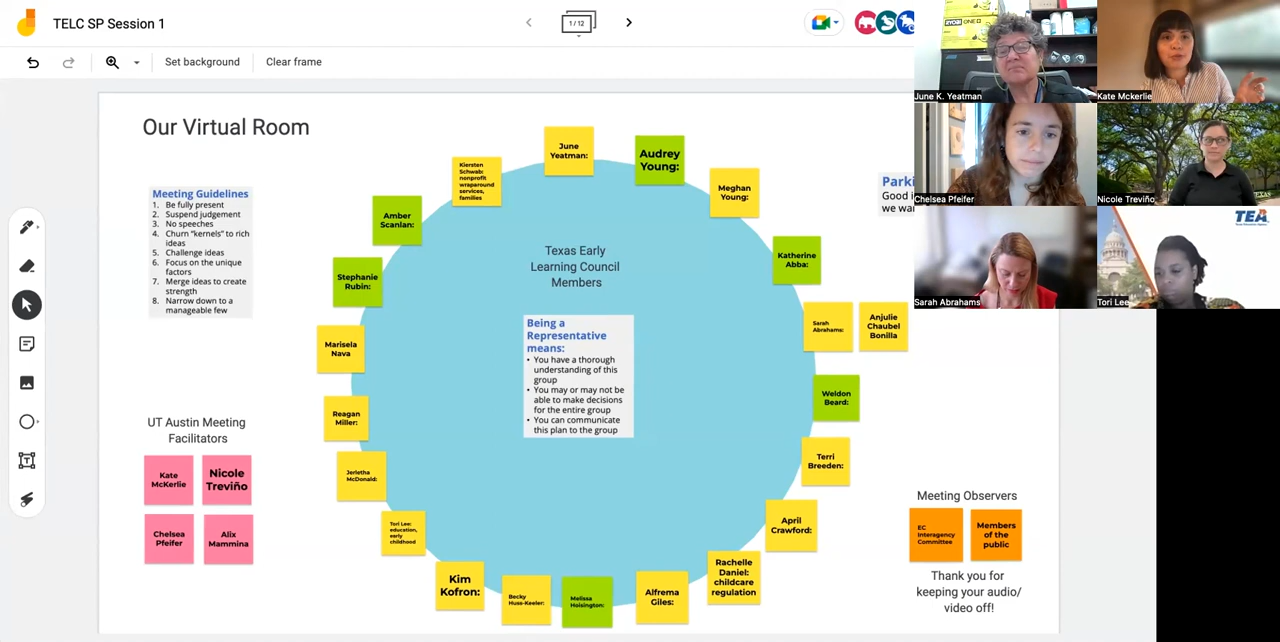 TELC SP Session 1
1 / 12
Set background
Clear frame
Our Virtual Room
Meeting Guidelines
1. Be fully present
2. Suspend judgement
3. No speeches
4. Churn "kernels" to rich
ideas
5. Challenge ideas
6. Focus on the unique
factors
7. Merge ideas to create
strength
8. Narrow down to a
manageable few
UT Austin Meeting
Facilitators
Kate
McKerlie
Nicole
Treviño
Chelsea
Pfeifer
Alix
Mammina
Texas Early
Learning Council
Members
Being a
Representative
means:
• You have a thorough
understanding of this
group
• You may or may not be
able to make decisions
for the entire group
• You can communicate
this plan to the group
June
Yeatman:
Audrey
Young:
Meghan
Young:
Katherine
Abba:
Sarah
Abrahams:
Anjulie
Chaubel
Bonilla
Weldon
Beard:
Terri
Breeden:
April
Crawford:
Rachelle
Daniel:
childcare
regulation
Alfrema
Giles:
Melissa
Hoisington:
Becky
Huss-Keeler:
Kim
Kofron:
Tori Lee:
education,
early
childhood
Jerletha
McDonald:
Reagan
Miller:
Marisela
Nava
Stephanie
Rubin:
Amber
Scanlan:
Kiersten
Schwab:
nonprofit
wraparound
services,
families
Parki
Good i
we wan
Meeting Observers
EC
Interagency
Committee
Members
of the
public
Thank you for
keeping your audio/
video off!
RYOBI ONE+
June K. Yeatman
Kate Mckerlie
Chelsea Pfeifer
Nicole Treviño
TEXAS
Sarah Abrahams
TEA
Tori Lee